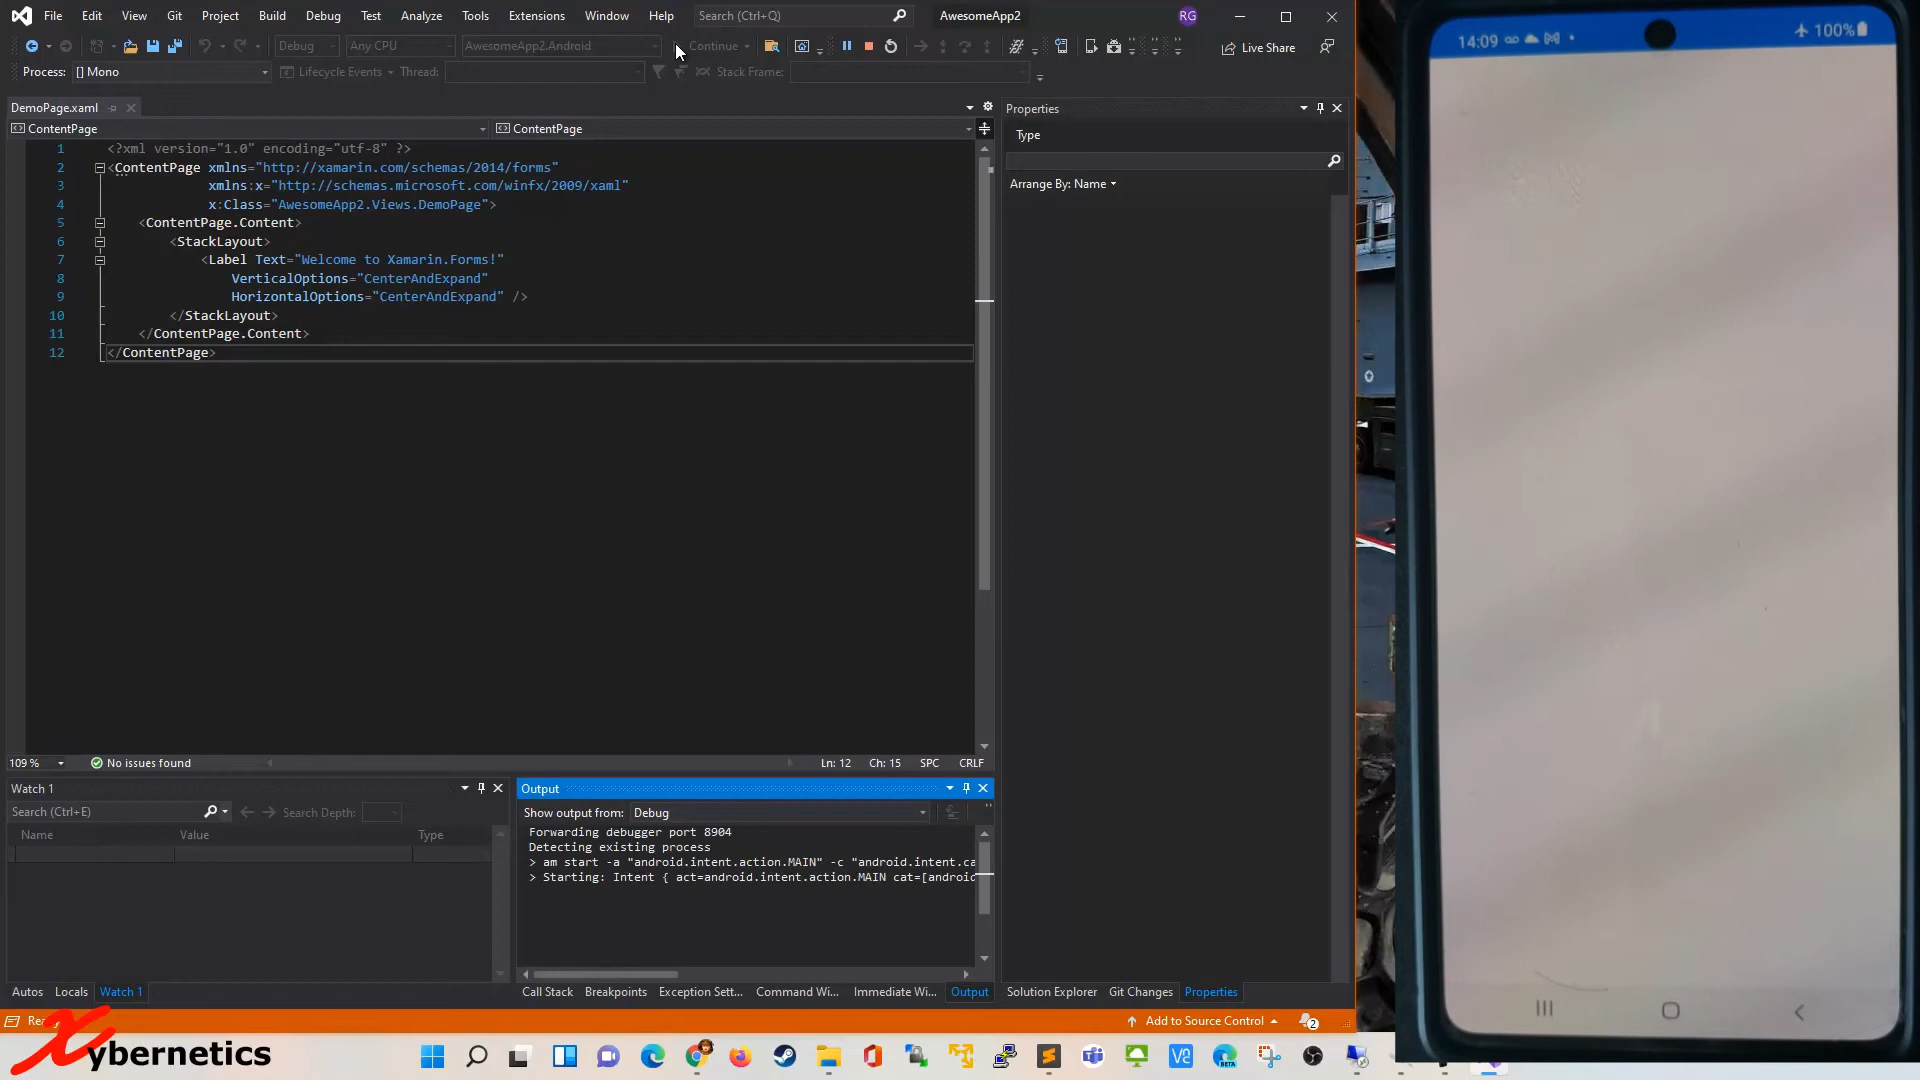 File Edit View Git Project Build Debug Test Analyze Tools Extensions Window Help Search (Ctrl+Q) AwesomeApp2 RG
Debug Any CPU AwesomeApp2.Android Continue Live Share
Process: [] Mono Lifecycle Events Thread: Stack Frame:
DemoPage.xaml
ContentPage ContentPage
1 <?xml version="1.0" encoding="utf-8" ?>
2 <ContentPage xmlns="http://xamarin.com/schemas/2014/forms"
3 xmlns:x="http://schemas.microsoft.com/winfx/2009/xaml"
4 x:Class="AwesomeApp2.Views.DemoPage">
5 <ContentPage.Content>
6 <StackLayout>
7 <Label Text="Welcome to Xamarin.Forms!"
8 VerticalOptions="CenterAndExpand"
9 HorizontalOptions="CenterAndExpand" />
10 </StackLayout>
11 </ContentPage.Content>
12 </ContentPage>
109 % No issues found Ln: 12 Ch: 15 SPC CRLF
Properties
Type
Arrange By: Name
Watch 1
Search (Ctrl+E) Search Depth:
Name Value Type
Autos Locals Watch 1
Output
Show output from: Debug
Forwarding debugger port 8904
Detecting existing process
> am start -a "android.intent.action.MAIN" -c "android.intent.ca
> Starting: Intent { act=android.intent.action.MAIN cat=[android
Call Stack Breakpoints Exception Sett... Command Wi... Immediate Wi... Output
Solution Explorer Git Changes Properties
Add to Source Control 2
Xybernetics
14:09 100%